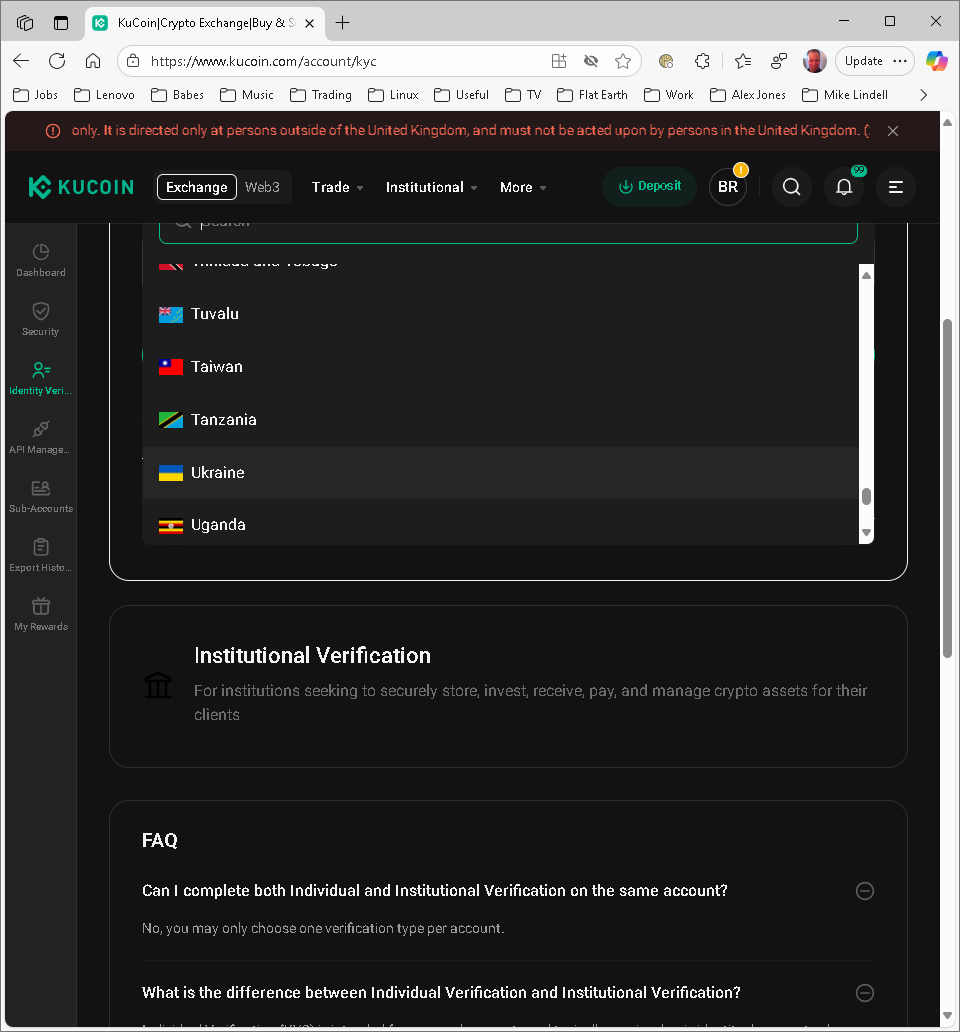 KuCoin|Crypto Exchange|Buy & S
https://www.kucoin.com/account/kyc
Update
Jobs Lenovo Babes Music Trading Linux Useful TV Flat Earth Work Alex Jones Mike Lindell
only. It is directed only at persons outside of the United Kingdom, and must not be acted upon by persons in the United Kingdom. (
KUCOIN Exchange Web3 Trade Institutional More Deposit BR ! 99
Search
Dashboard
Trinidad and Tobago
Tuvalu
Security
Taiwan
Identity Veri...
Tanzania
API Manage...
Ukraine
Sub-Accounts
Uganda
Export Histo...
My Rewards
Institutional Verification
For institutions seeking to securely store, invest, receive, pay, and manage crypto assets for their
clients
FAQ
Can I complete both Individual and Institutional Verification on the same account?
No, you may only choose one verification type per account.
What is the difference between Individual Verification and Institutional Verification?